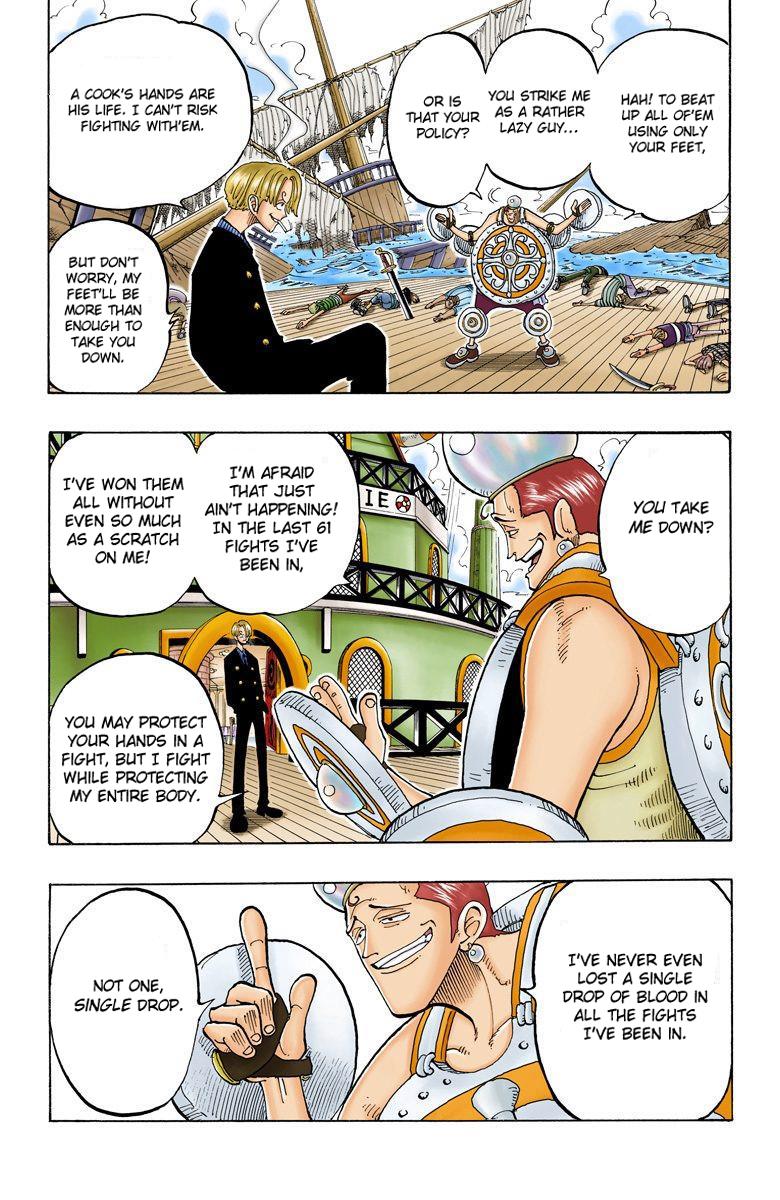 HAH! TO BEAT
UP ALL OF'EM
USING ONLY
YOUR FEET,
YOU STRIKE ME
AS A RATHER
LAZY GUY...
OR IS
THAT YOUR
POLICY?
A COOK'S HANDS ARE
HIS LIFE. I CAN'T RISK
FIGHTING WITH'EM.
BUT DON'T
WORRY, MY
FEET'LL BE
MORE THAN
ENOUGH TO
TAKE YOU
DOWN.
YOU TAKE
ME DOWN?
I'M AFRAID
THAT JUST
AIN'T HAPPENING!
IN THE LAST 61
FIGHTS I'VE
BEEN IN,
I'VE WON THEM
ALL WITHOUT
EVEN SO MUCH
AS A SCRATCH
ON ME!
IE
YOU MAY PROTECT
YOUR HANDS IN A
FIGHT, BUT I FIGHT
WHILE PROTECTING
MY ENTIRE BODY.
I'VE NEVER EVEN
LOST A SINGLE
DROP OF BLOOD IN
ALL THE FIGHTS
I'VE BEEN IN.
NOT ONE,
SINGLE DROP.